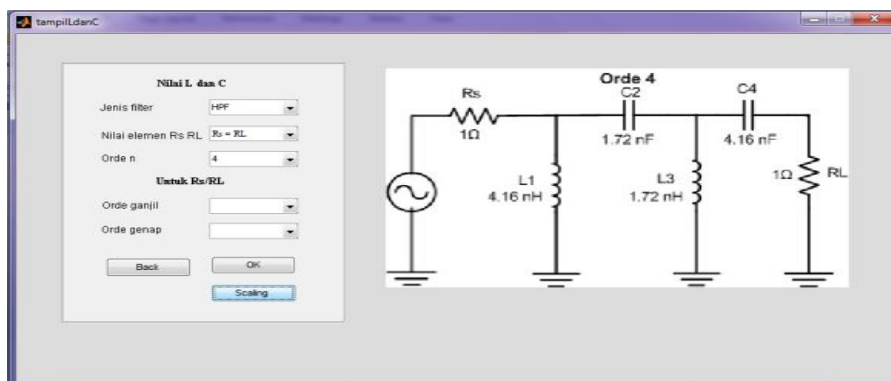 tampilLdanC
Nilai L dan C
Jenis filter HPF
Nilai elemen Rs RL Rs = RL
Orde n 4
Untuk Rs/RL
Orde ganjil
Orde genap
Back OK
Scaling
Orde 4
Rs
1Ω
C2
1.72 nF
C4
4.16 nF
L1
4.16 nH
L3
1.72 nH
1Ω RL